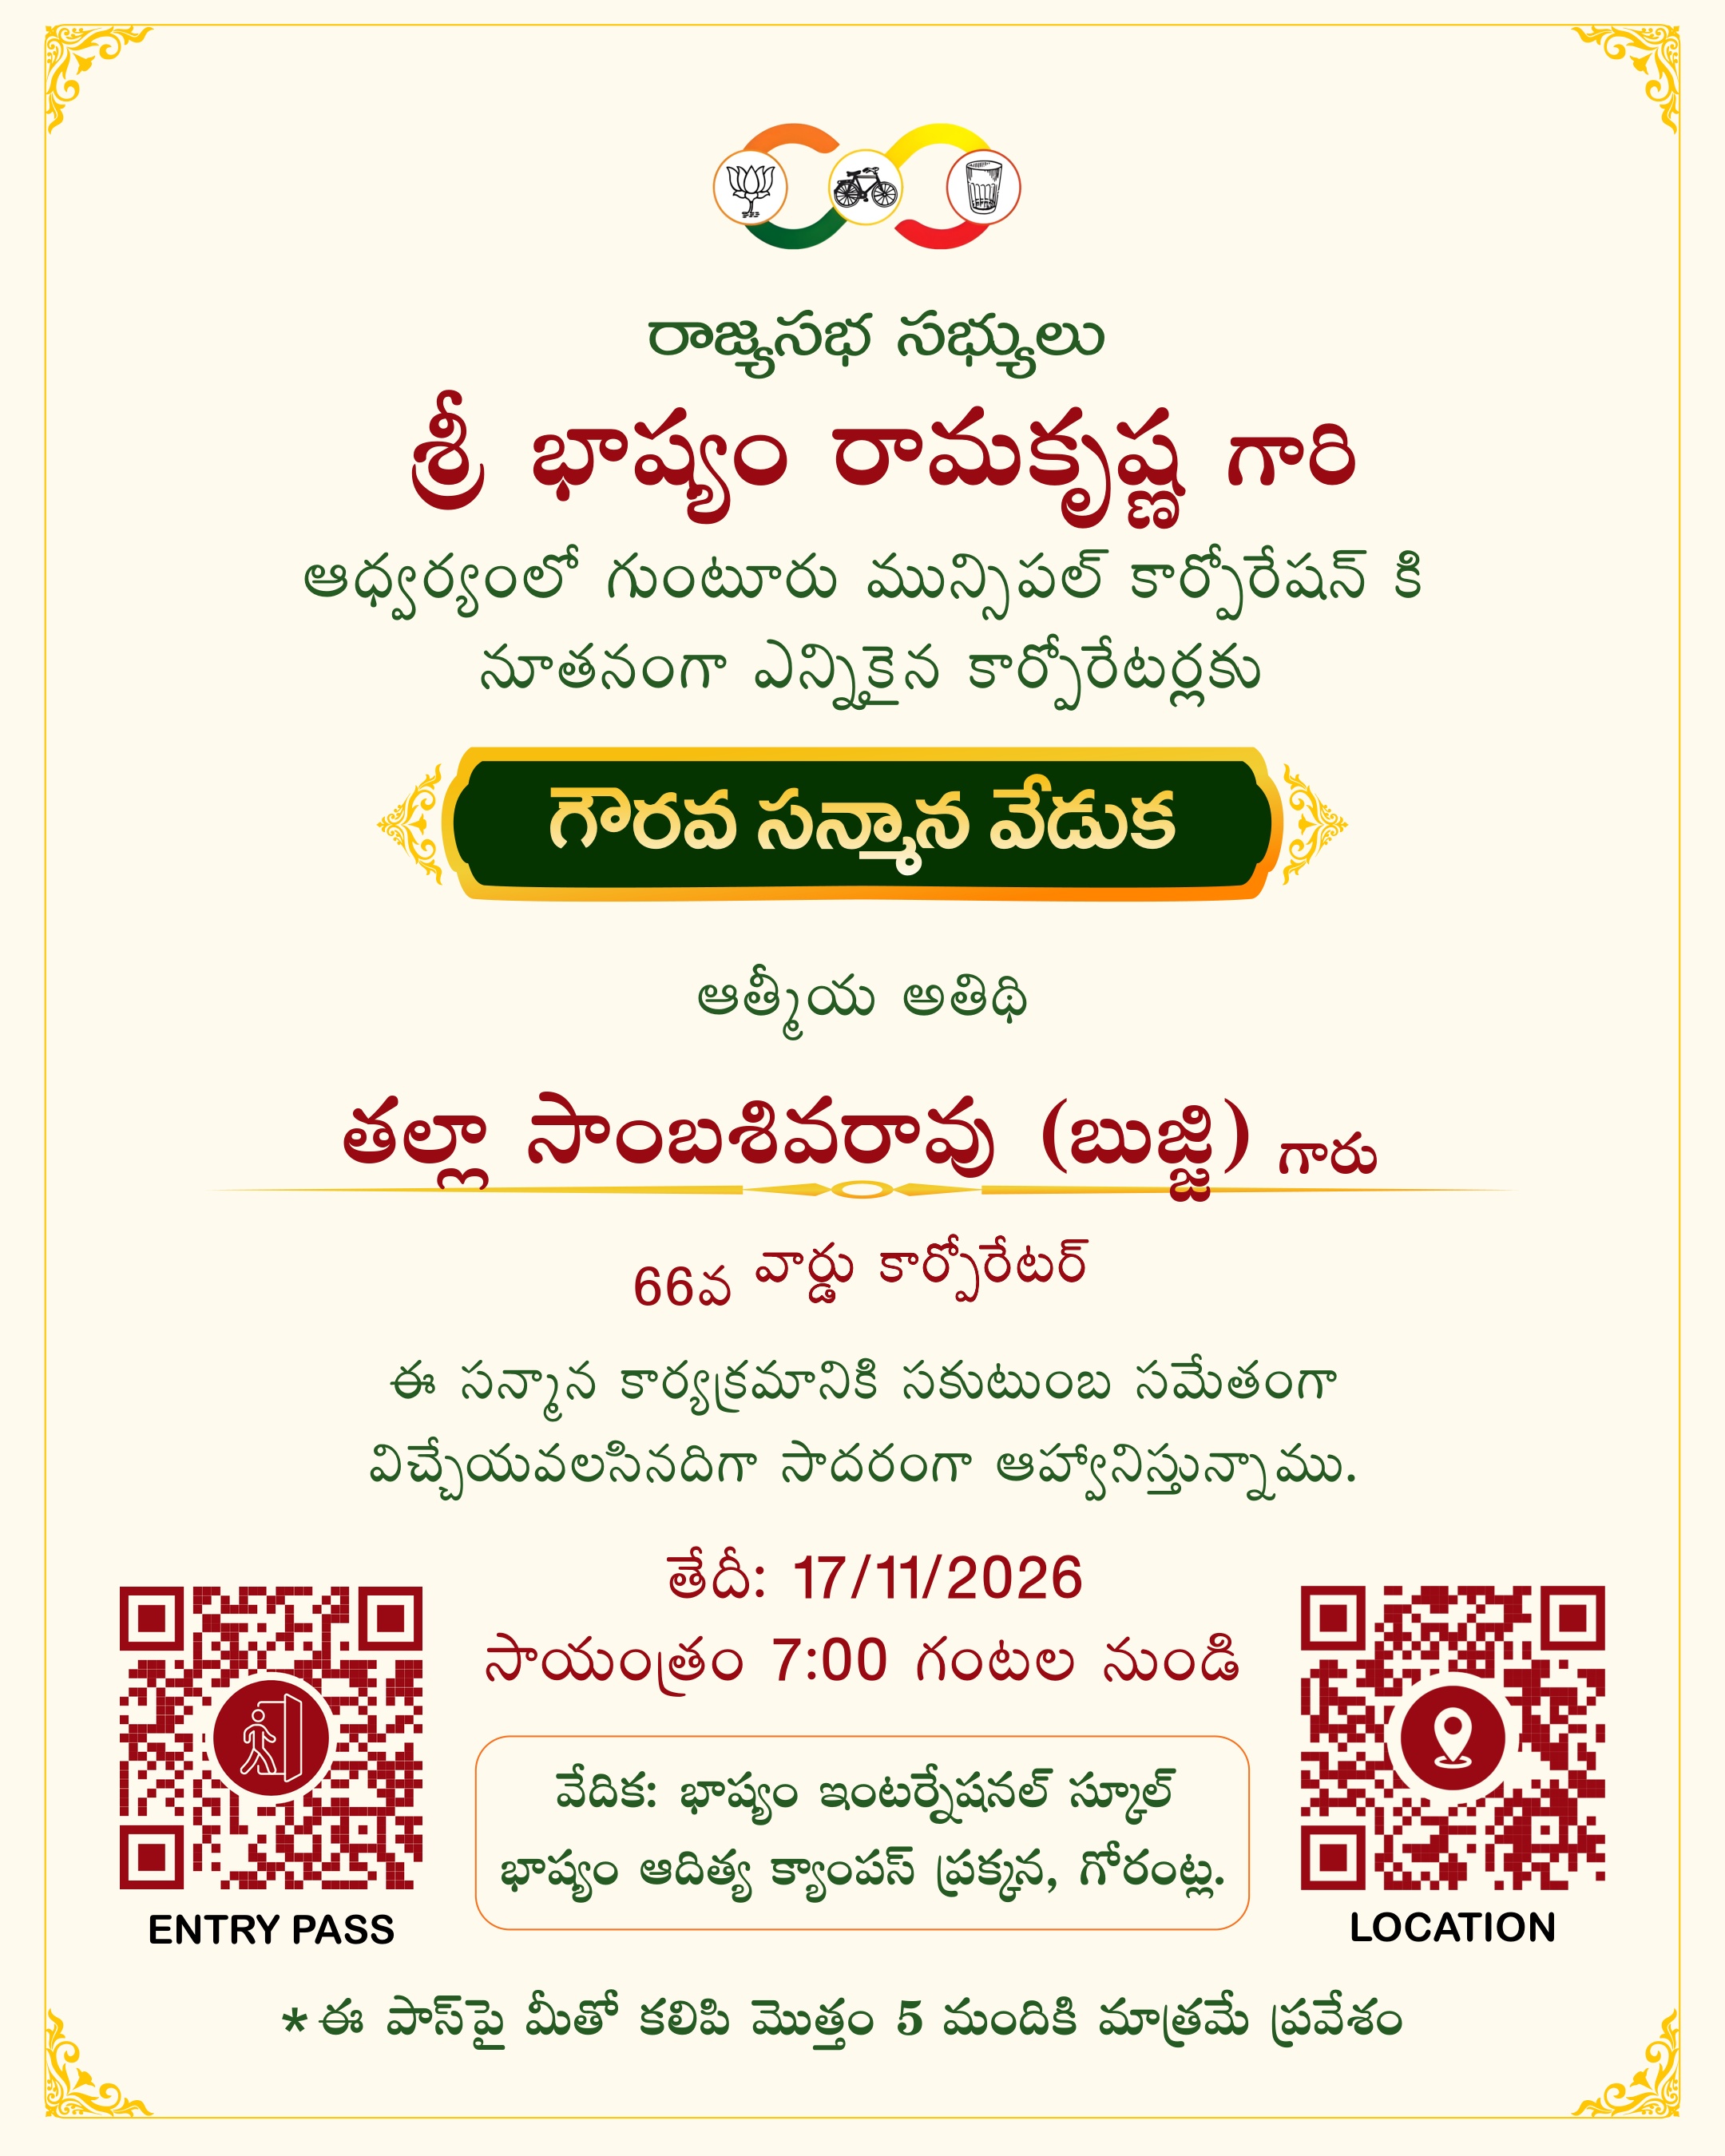 రాజ్యసభ సభ్యులు
శ్రీ భాష్యం రామకృష్ణ గారి
ఆధ్వర్యంలో గుంటూరు మున్సిపల్ కార్పోరేషన్ కి
నూతనంగా ఎన్నికైన కార్పోరేటర్లకు
గౌరవ సన్మాన వేడుక
ఆత్మీయ అతిథి
తల్లా సాంబశివరావు (బుజ్జి) గారు
66వ వార్డు కార్పోరేటర్
ఈ సన్మాన కార్యక్రమానికి సకుటుంబ సమేతంగా
విచ్చేయవలసినదిగా సాదరంగా ఆహ్వానిస్తున్నాము.
తేదీ: 17/11/2026
సాయంత్రం 7:00 గంటల నుండి
వేదిక: భాష్యం ఇంటర్నేషనల్ స్కూల్
భాష్యం ఆదిత్య క్యాంపస్ ప్రక్కన, గోరంట్ల.
ENTRY PASS
LOCATION
*ఈ పాస్‌పై మీతో కలిపి మొత్తం 5 మందికి మాత్రమే ప్రవేశం